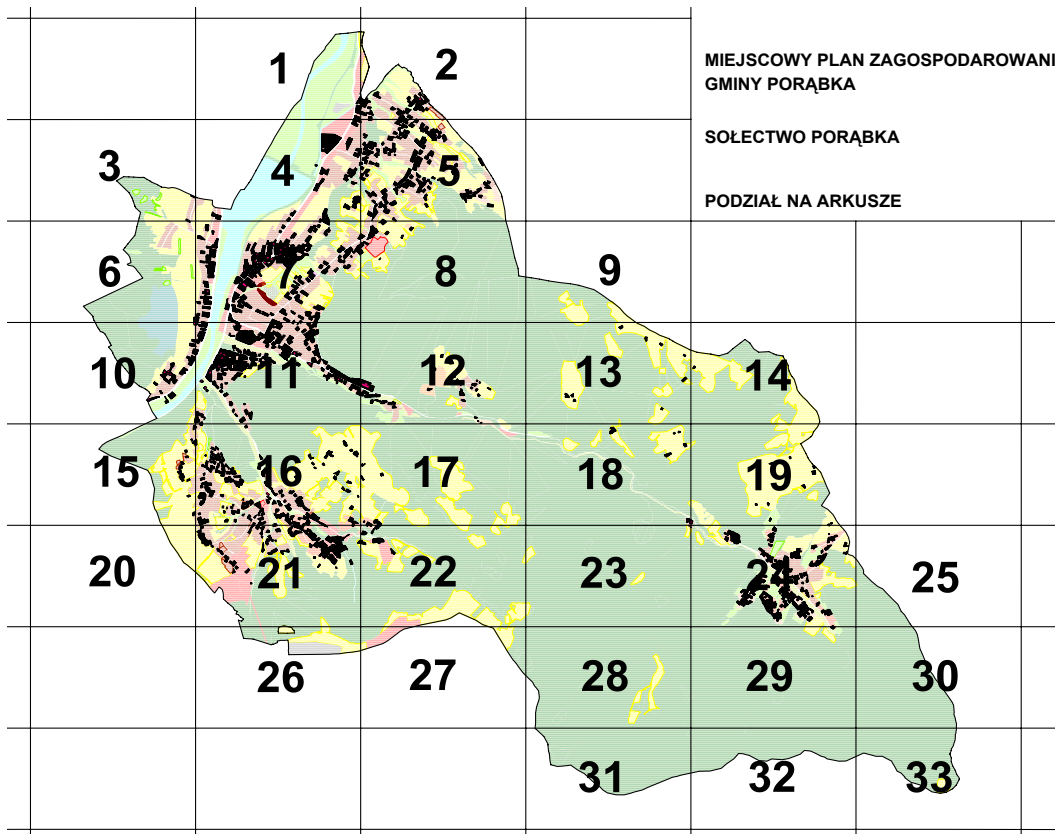 MIEJSCOWY PLAN ZAGOSPODAROWANI
GMINY PORĄBKA
SOŁECTWO PORĄBKA
PODZIAŁ NA ARKUSZE
1 2
3 4 5
6 7 8 9
10 11 12 13 14
15 16 17 18 19
20 21 22 23 24 25
26 27 28 29 30
31 32 33